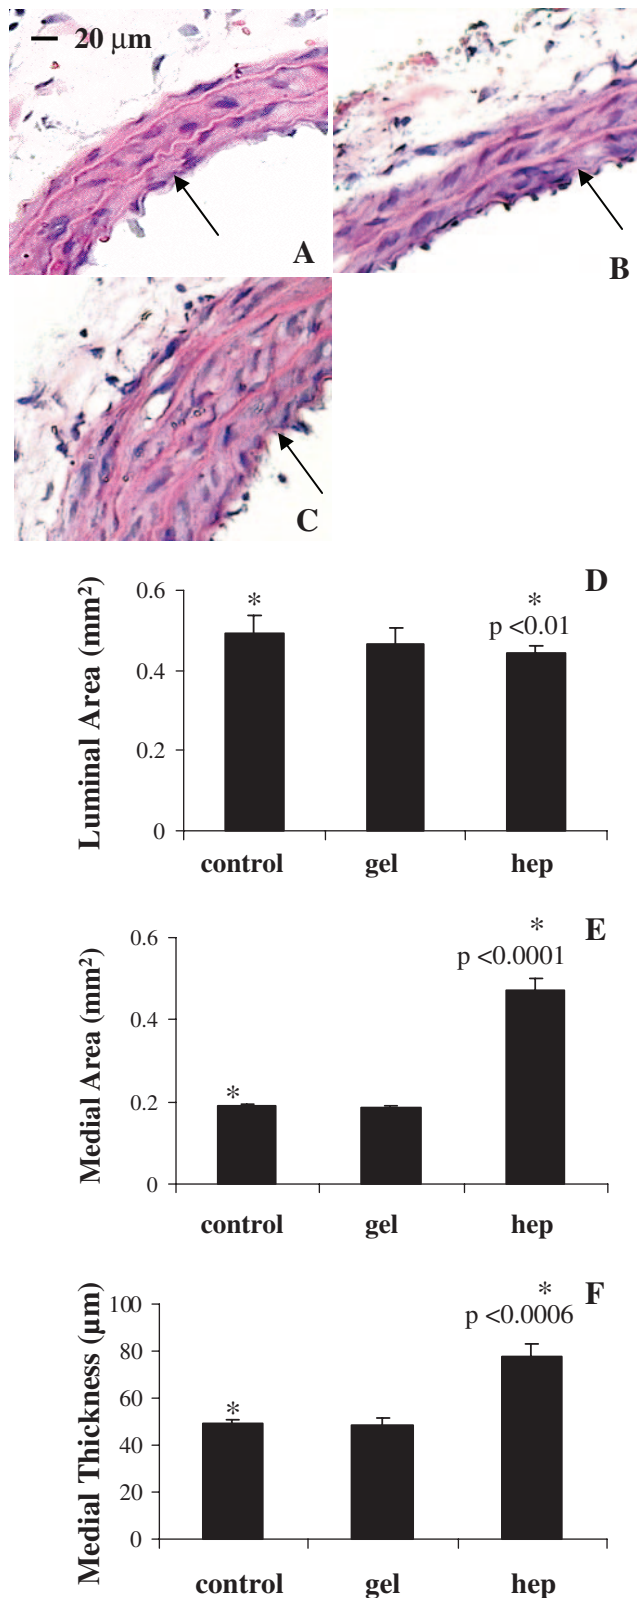 20 μm
A
B
C
D
Luminal Area (mm²)
0.6
0.4
0.2
0
*
*
p <0.01
control gel hep
E
Medial Area (mm²)
0.6
0.4
0.2
0
*
*
p <0.0001
control gel hep
F
Medial Thickness (μm)
100
80
60
40
20
0
*
*
p <0.0006
control gel hep